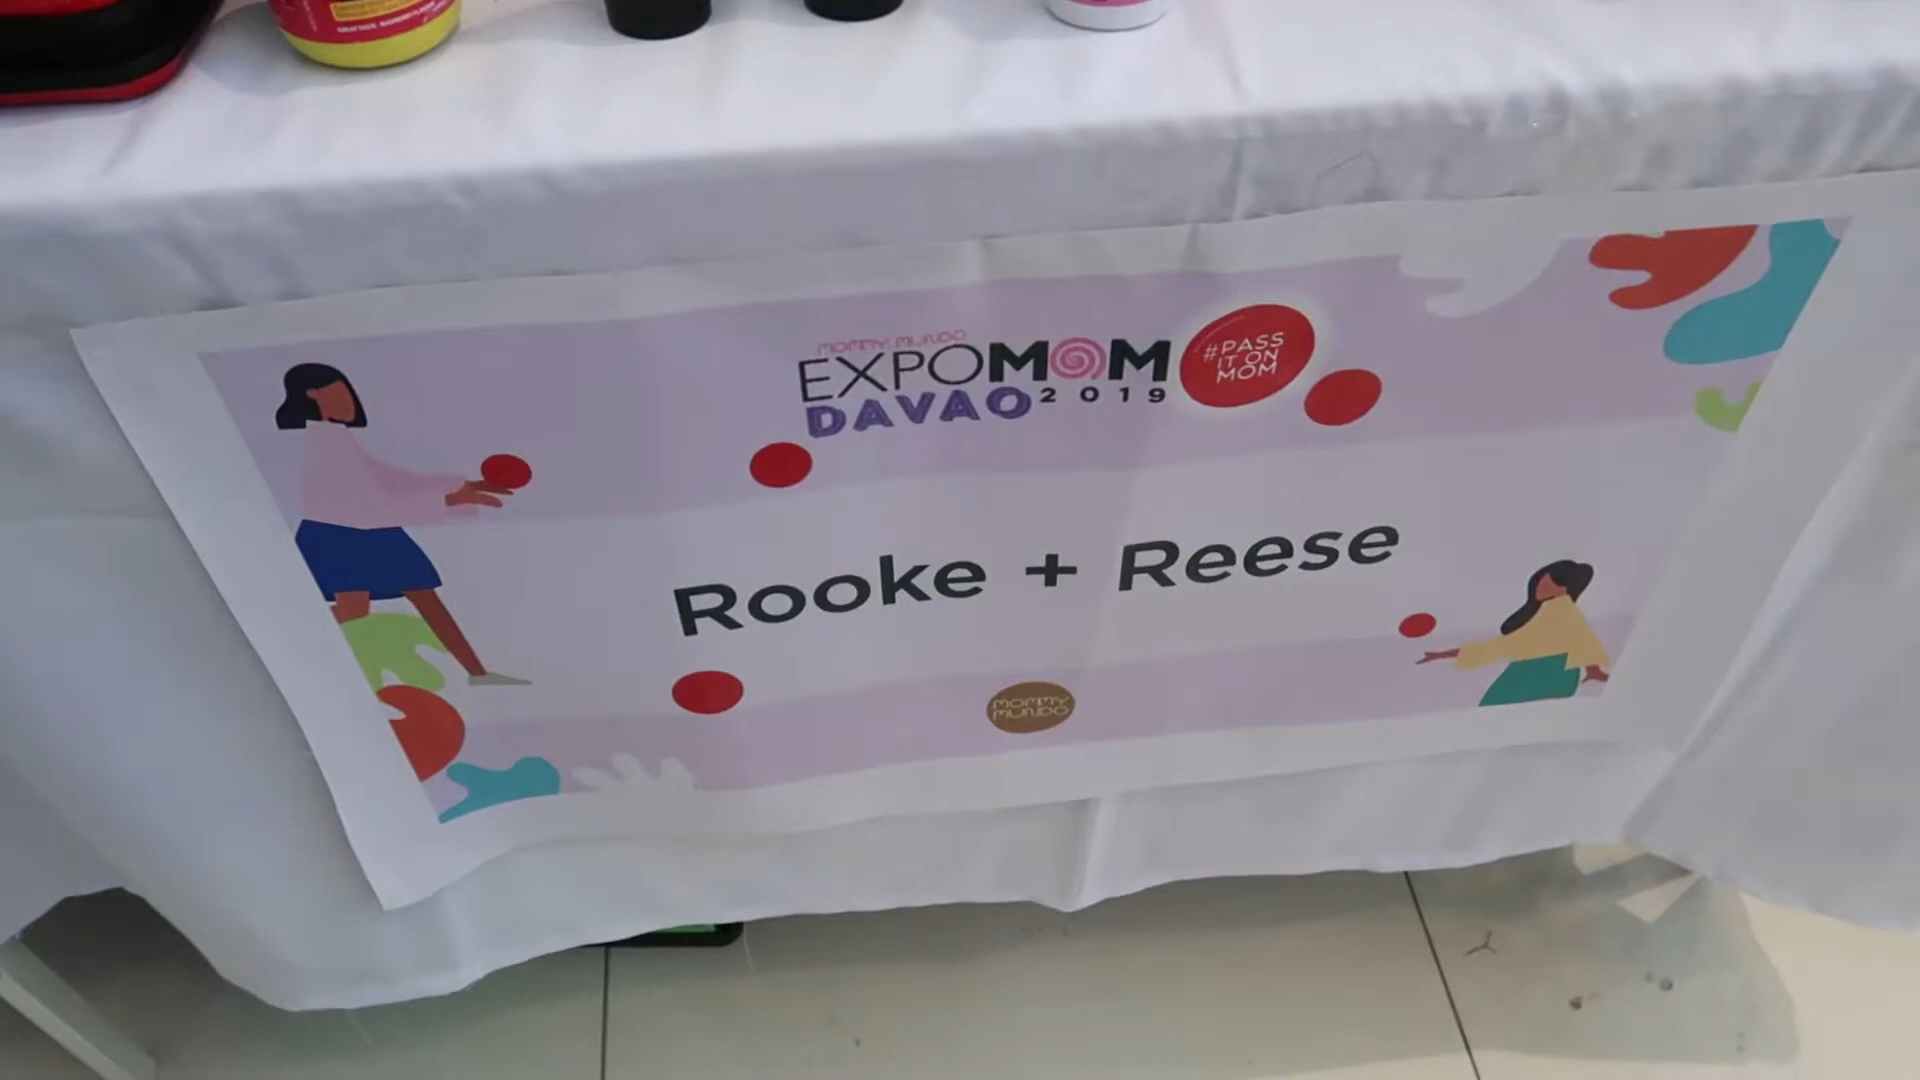 MOMMY MUNDO
EXPOMOM
DAVAO 2019
#PASS
IT ON
MOM
Rooke + Reese
MOMMY
MUNDO